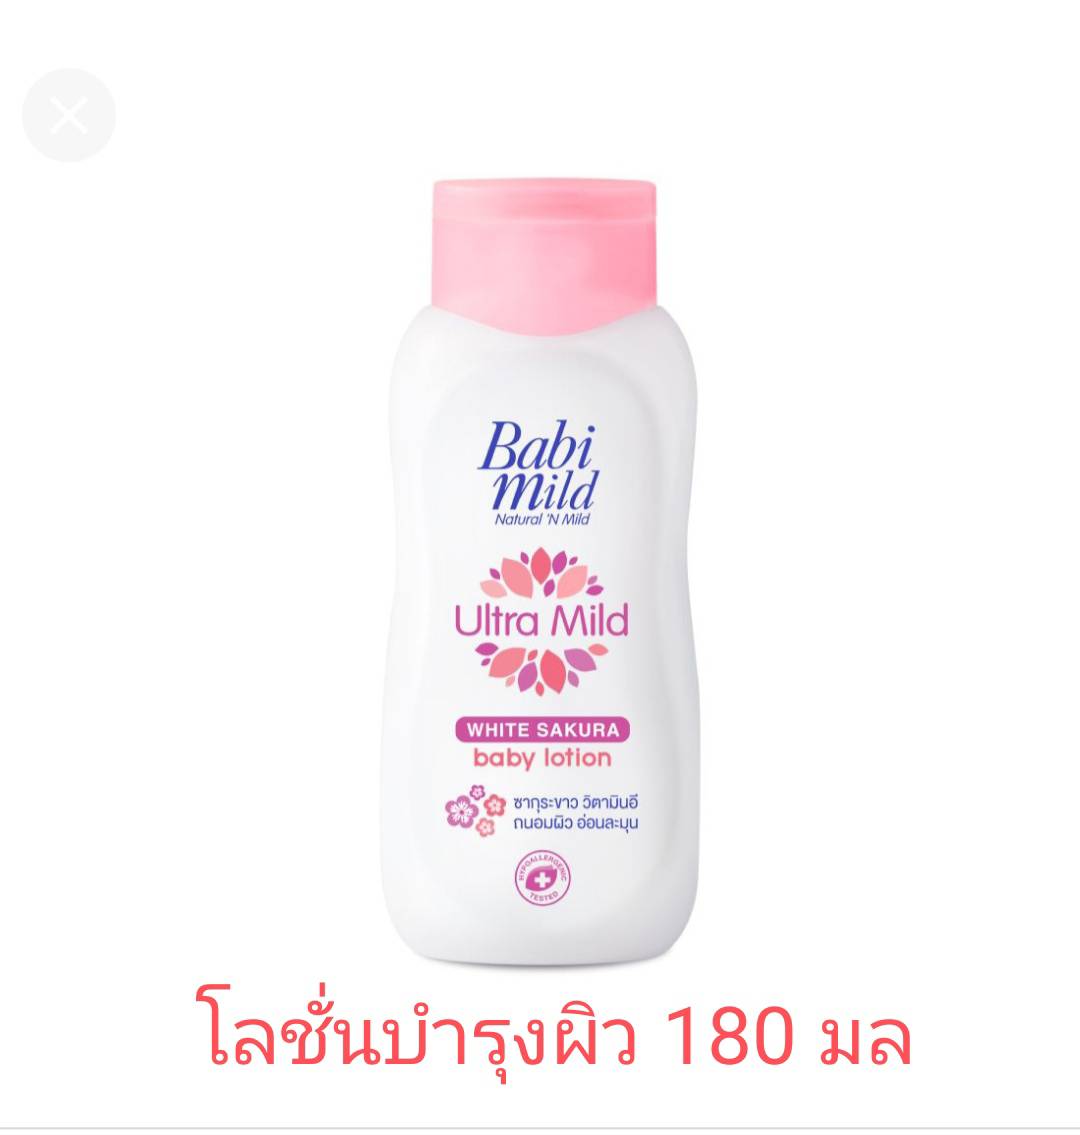 Babi
mild
Natural 'N Mild
Ultra Mild
WHITE SAKURA
baby lotion
ซากุระขาว วิตามินอี
ถนอมผิว อ่อนละมุน
HYPOALLERGENIC
TESTED
โลชั่นบำรุงผิว 180 มล